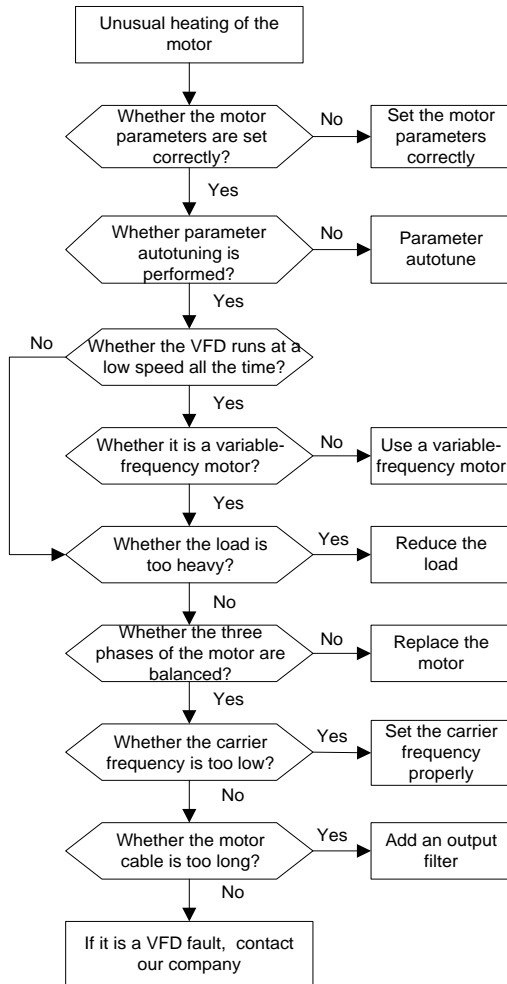 Unusual heating of the
motor
Whether the motor
parameters are set
correctly?
No
Set the motor
parameters
correctly
Yes
Whether parameter
autotuning is
performed?
No
Parameter
autotune
Yes
No
Whether the VFD runs at a
low speed all the time?
Yes
Whether it is a variable-
frequency motor?
No
Use a variable-
frequency motor
Yes
Whether the load is
too heavy?
Yes
Reduce the
load
No
Whether the three
phases of the motor are
balanced?
No
Replace the
motor
Yes
Whether the carrier
frequency is too low?
Yes
Set the carrier
frequency
properly
No
Whether the motor
cable is too long?
Yes
Add an output
filter
No
If it is a VFD fault, contact
our company